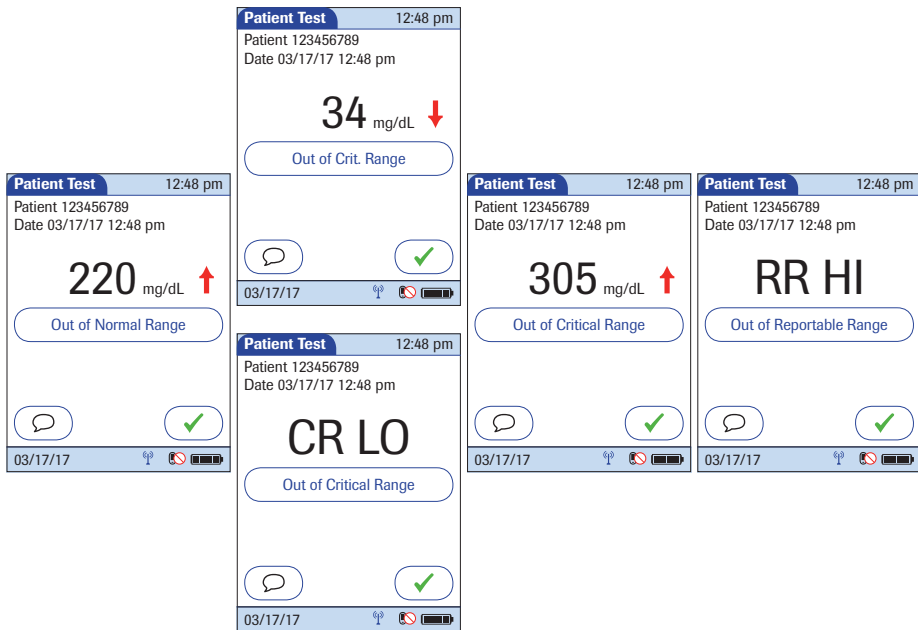 Patient Test 12:48 pm
Patient 123456789
Date 03/17/17 12:48 pm
220 mg/dL
Out of Normal Range
03/17/17
Patient Test 12:48 pm
Patient 123456789
Date 03/17/17 12:48 pm
34 mg/dL
Out of Crit. Range
03/17/17
Patient Test 12:48 pm
Patient 123456789
Date 03/17/17 12:48 pm
CR LO
Out of Critical Range
03/17/17
Patient Test 12:48 pm
Patient 123456789
Date 03/17/17 12:48 pm
305 mg/dL
Out of Critical Range
03/17/17
Patient Test 12:48 pm
Patient 123456789
Date 03/17/17 12:48 pm
RR HI
Out of Reportable Range
03/17/17